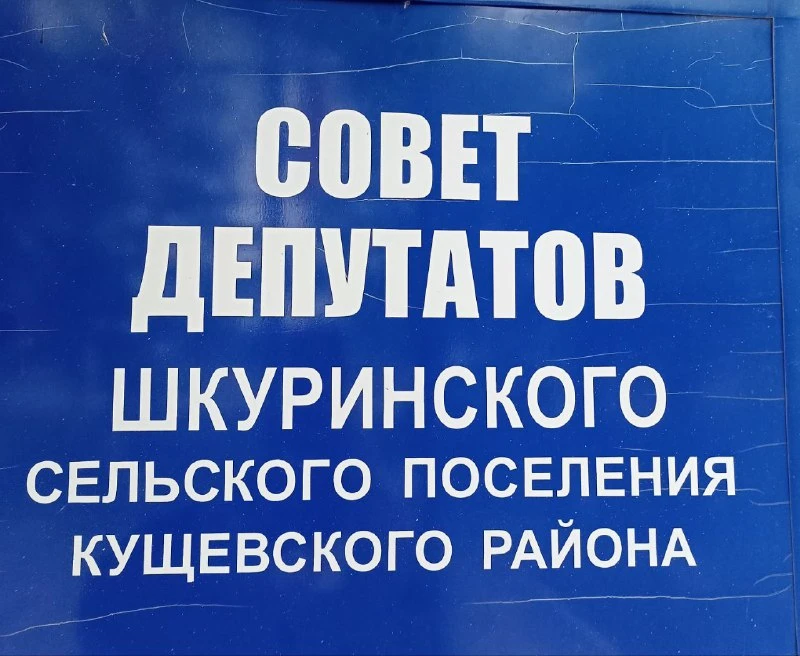 СОВЕТ
ДЕПУТАТОВ
ШКУРИНСКОГО
СЕЛЬСКОГО ПОСЕЛЕНИЯ
КУЩЕВСКОГО РАЙОНА